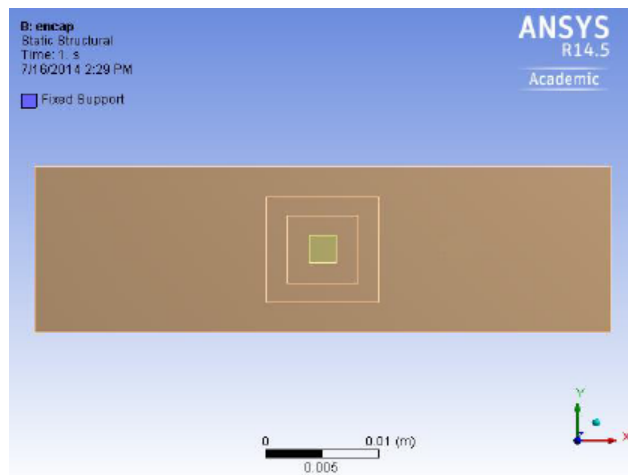 B: encap
Static Structural
Time: 1. s
7/16/2014 2:29 PM
Fixed Support
ANSYS
R14.5
Academic
0
0.01 (m)
0.005
Y
X